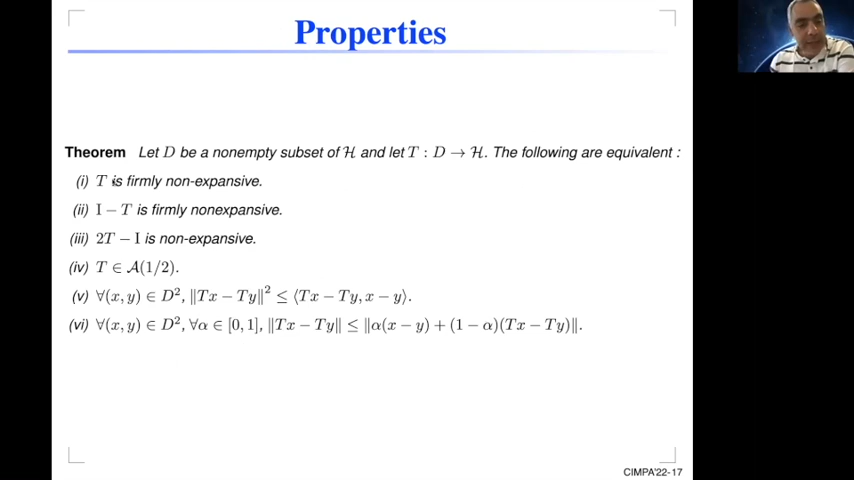 Properties
Theorem Let D be a nonempty subset of ℋ and let T : D → ℋ. The following are equivalent :
(i) T is firmly non-expansive.
(ii) I − T is firmly nonexpansive.
(iii) 2T − I is non-expansive.
(iv) T ∈ 𝒜(1/2).
(v) ∀(x, y) ∈ D², ‖Tx − Ty‖² ≤ ⟨Tx − Ty, x − y⟩.
(vi) ∀(x, y) ∈ D², ∀α ∈ [0, 1], ‖Tx − Ty‖ ≤ ‖α(x − y) + (1 − α)(Tx − Ty)‖.
CIMPA'22-17